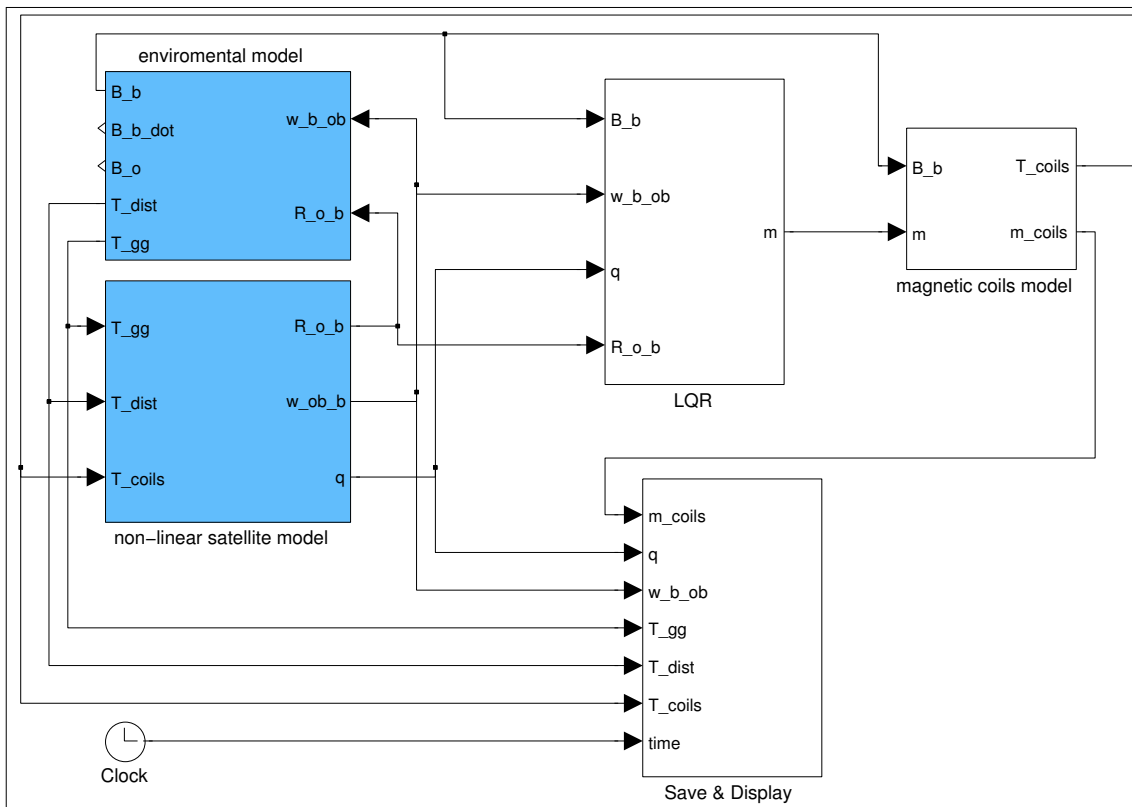 enviromental model
B_b
B_b_dot
B_o
T_dist
T_gg
w_b_ob
R_o_b
T_gg
T_dist
T_coils
R_o_b
w_ob_b
q
non−linear satellite model
B_b
w_b_ob
q
R_o_b
m
LQR
B_b
m
T_coils
m_coils
magnetic coils model
m_coils
q
w_b_ob
T_gg
T_dist
T_coils
time
Save & Display
Clock